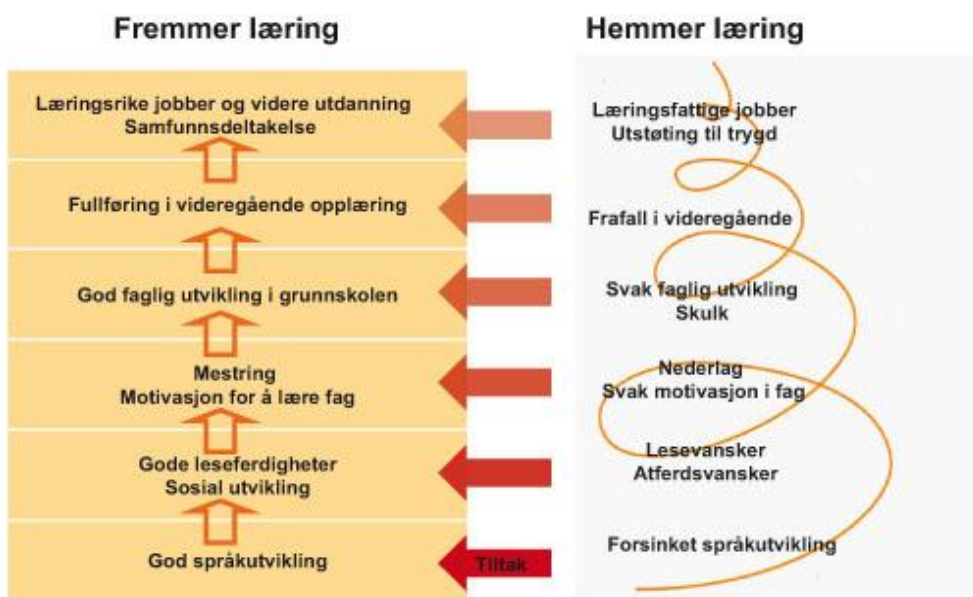 Fremmer læring
Læringsrike jobber og videre utdanning
Samfunnsdeltakelse
Fullføring i videregående opplæring
God faglig utvikling i grunnskolen
Mestring
Motivasjon for å lære fag
Gode leseferdigheter
Sosial utvikling
God språkutvikling
Tiltak
Hemmer læring
Læringsfattige jobber
Utstøting til trygd
Frafall i videregående
Svak faglig utvikling
Skulk
Nederlag
Svak motivasjon i fag
Lesevansker
Atferdsvansker
Forsinket språkutvikling